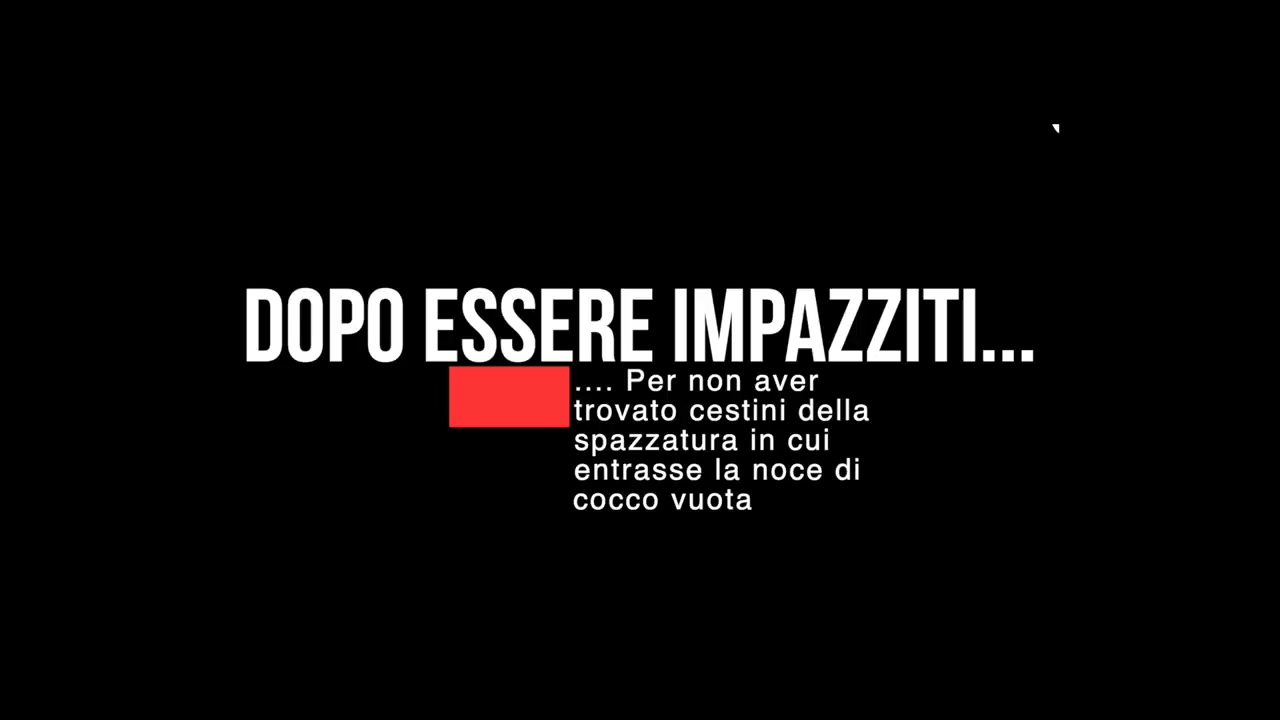 DOPO ESSERE IMPAZZITI...
.... Per non aver
trovato cestini della
spazzatura in cui
entrasse la noce di
cocco vuota